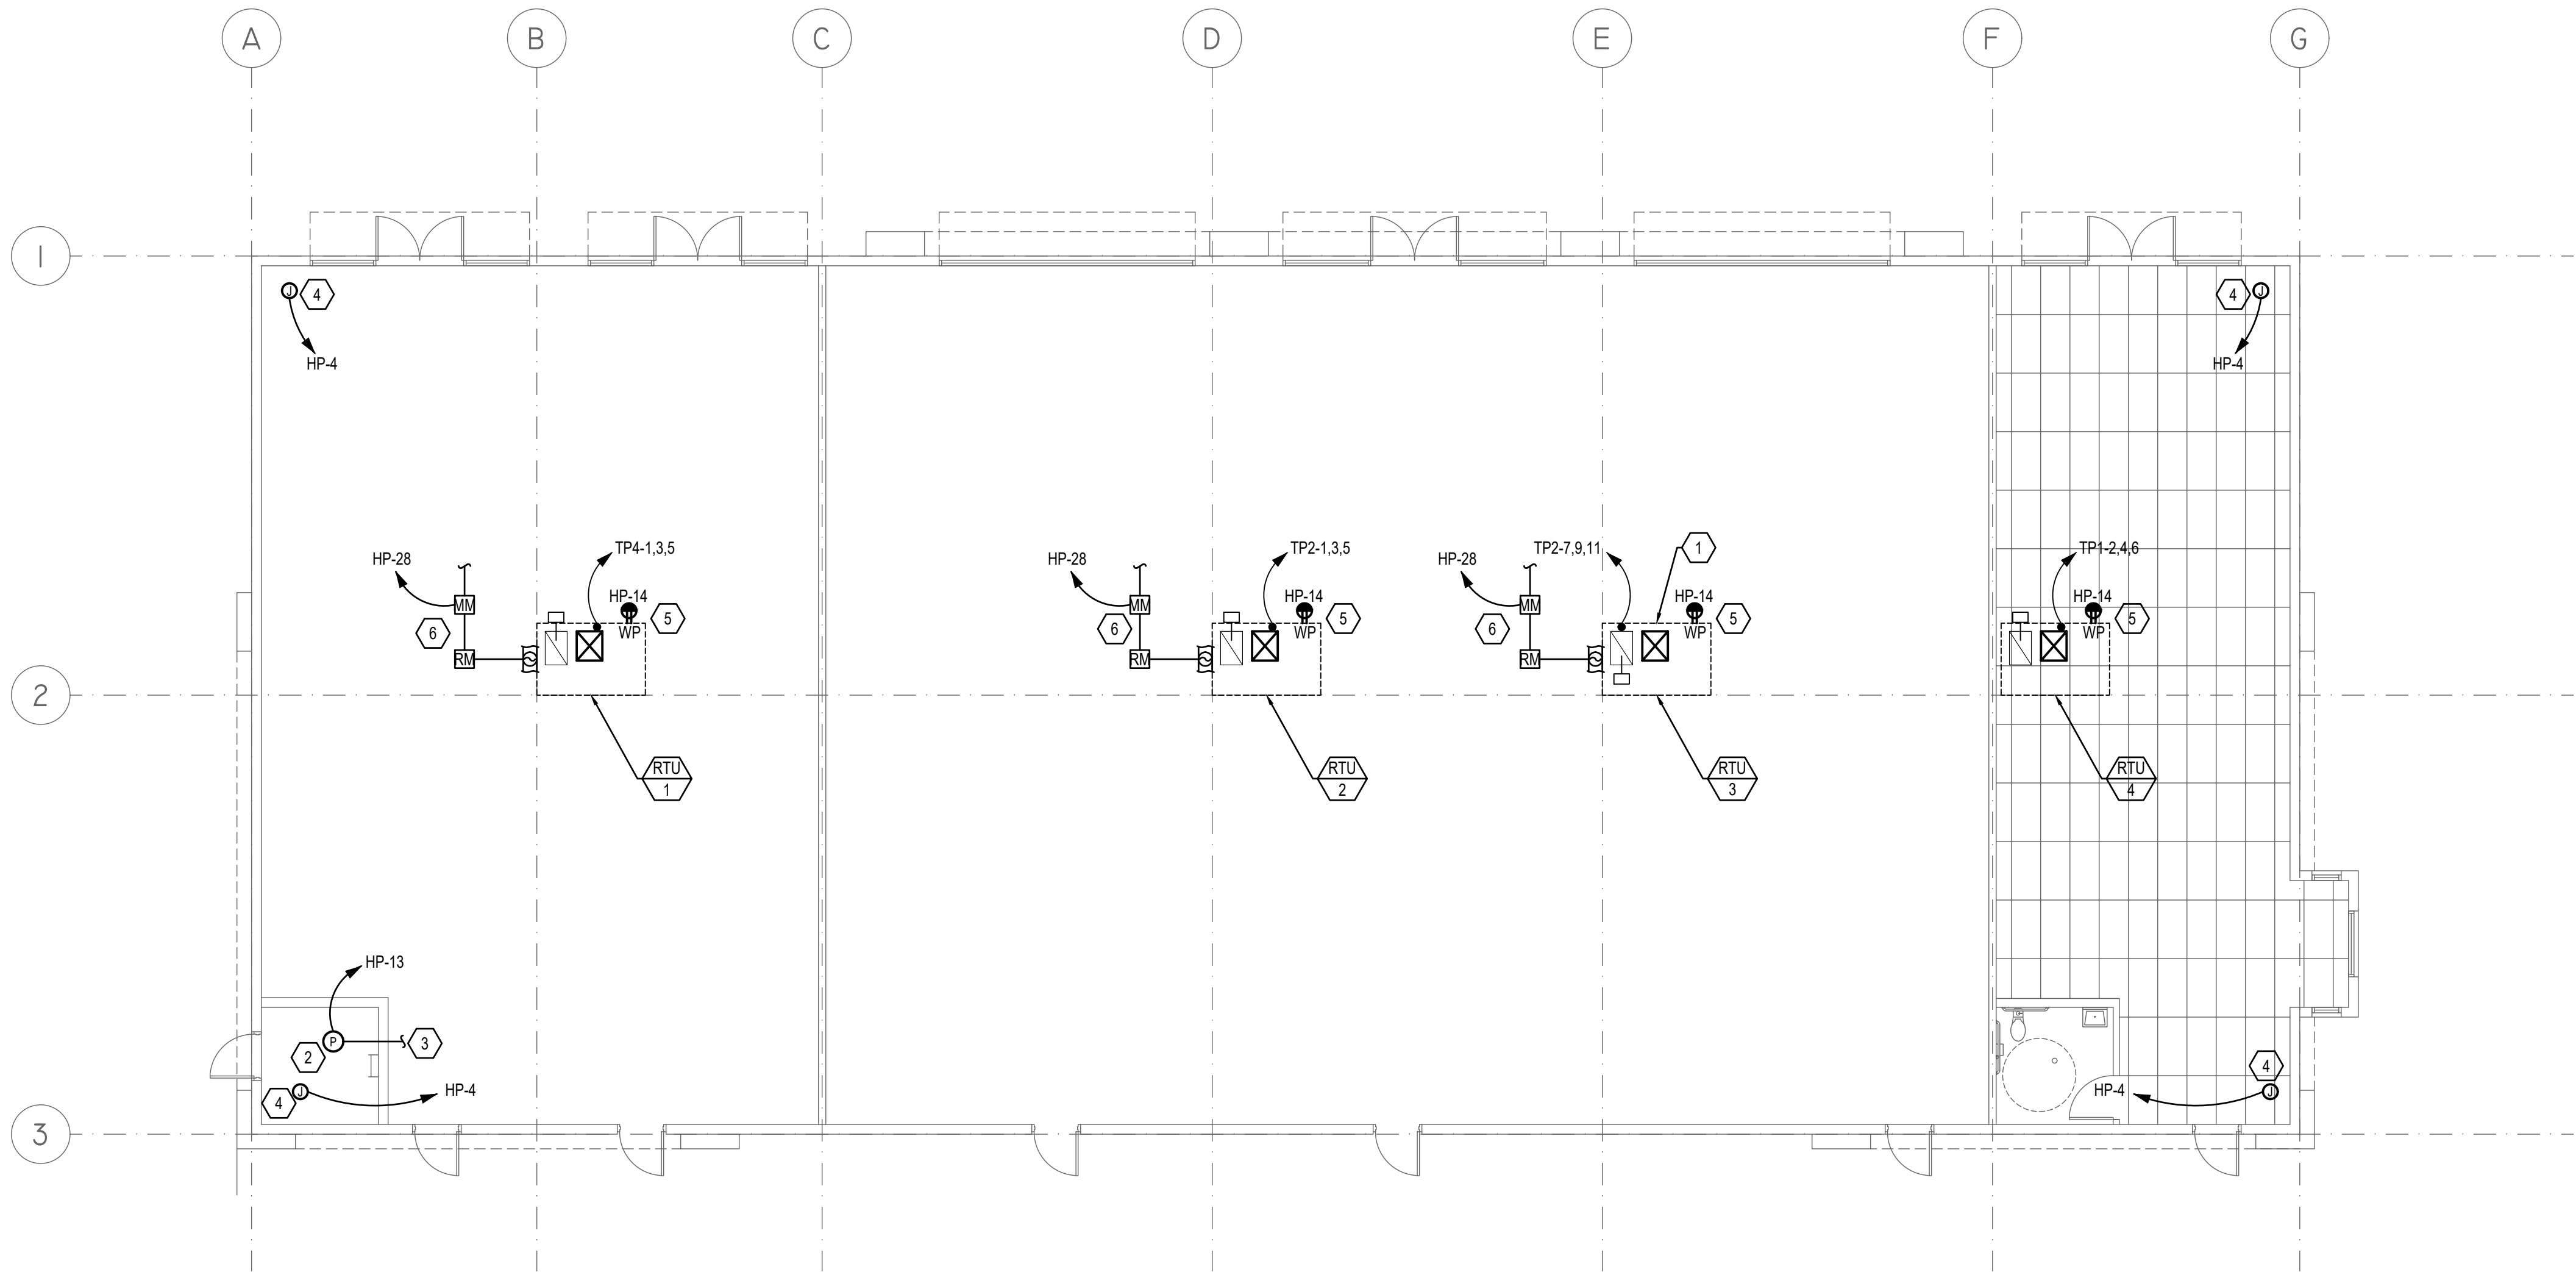 A
B
C
D
E
F
G
1
J
4
HP-4
4
J
HP-4
HP-28
MM
6
RM
TP4-1,3,5
HP-14
WP
5
HP-28
MM
6
RM
TP2-1,3,5
HP-14
WP
5
HP-28
MM
6
RM
TP2-7,9,11
1
HP-14
WP
5
TP1-2,4,6
HP-14
WP
5
2
RTU
1
RTU
2
RTU
3
RTU
4
HP-13
2
P
3
4
J
HP-4
4
HP-4
J
3